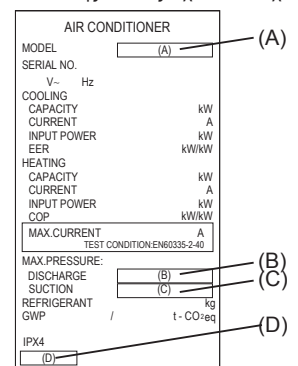 AIR CONDITIONER
MODEL (A) (A)
SERIAL NO.
V~ Hz
COOLING
CAPACITY kW
CURRENT A
INPUT POWER kW
EER kW/kW
HEATING
CAPACITY kW
CURRENT A
INPUT POWER kW
COP kW/kW
MAX.CURRENT A
TEST CONDITION:EN60335-2-40
MAX.PRESSURE:
DISCHARGE (B) (B)
SUCTION (C) (C)
REFRIGERANT kg
GWP / t - CO2eq
IPX4
(D) (D)